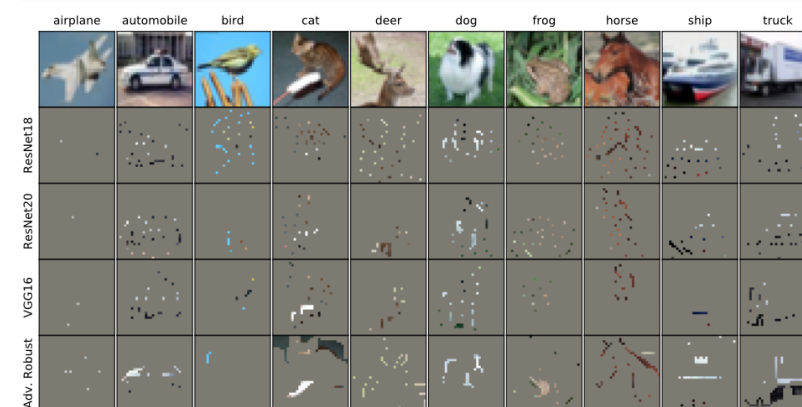 airplane automobile bird cat deer dog frog horse ship truck
ResNet18
ResNet20
VGG16
Adv. Robust